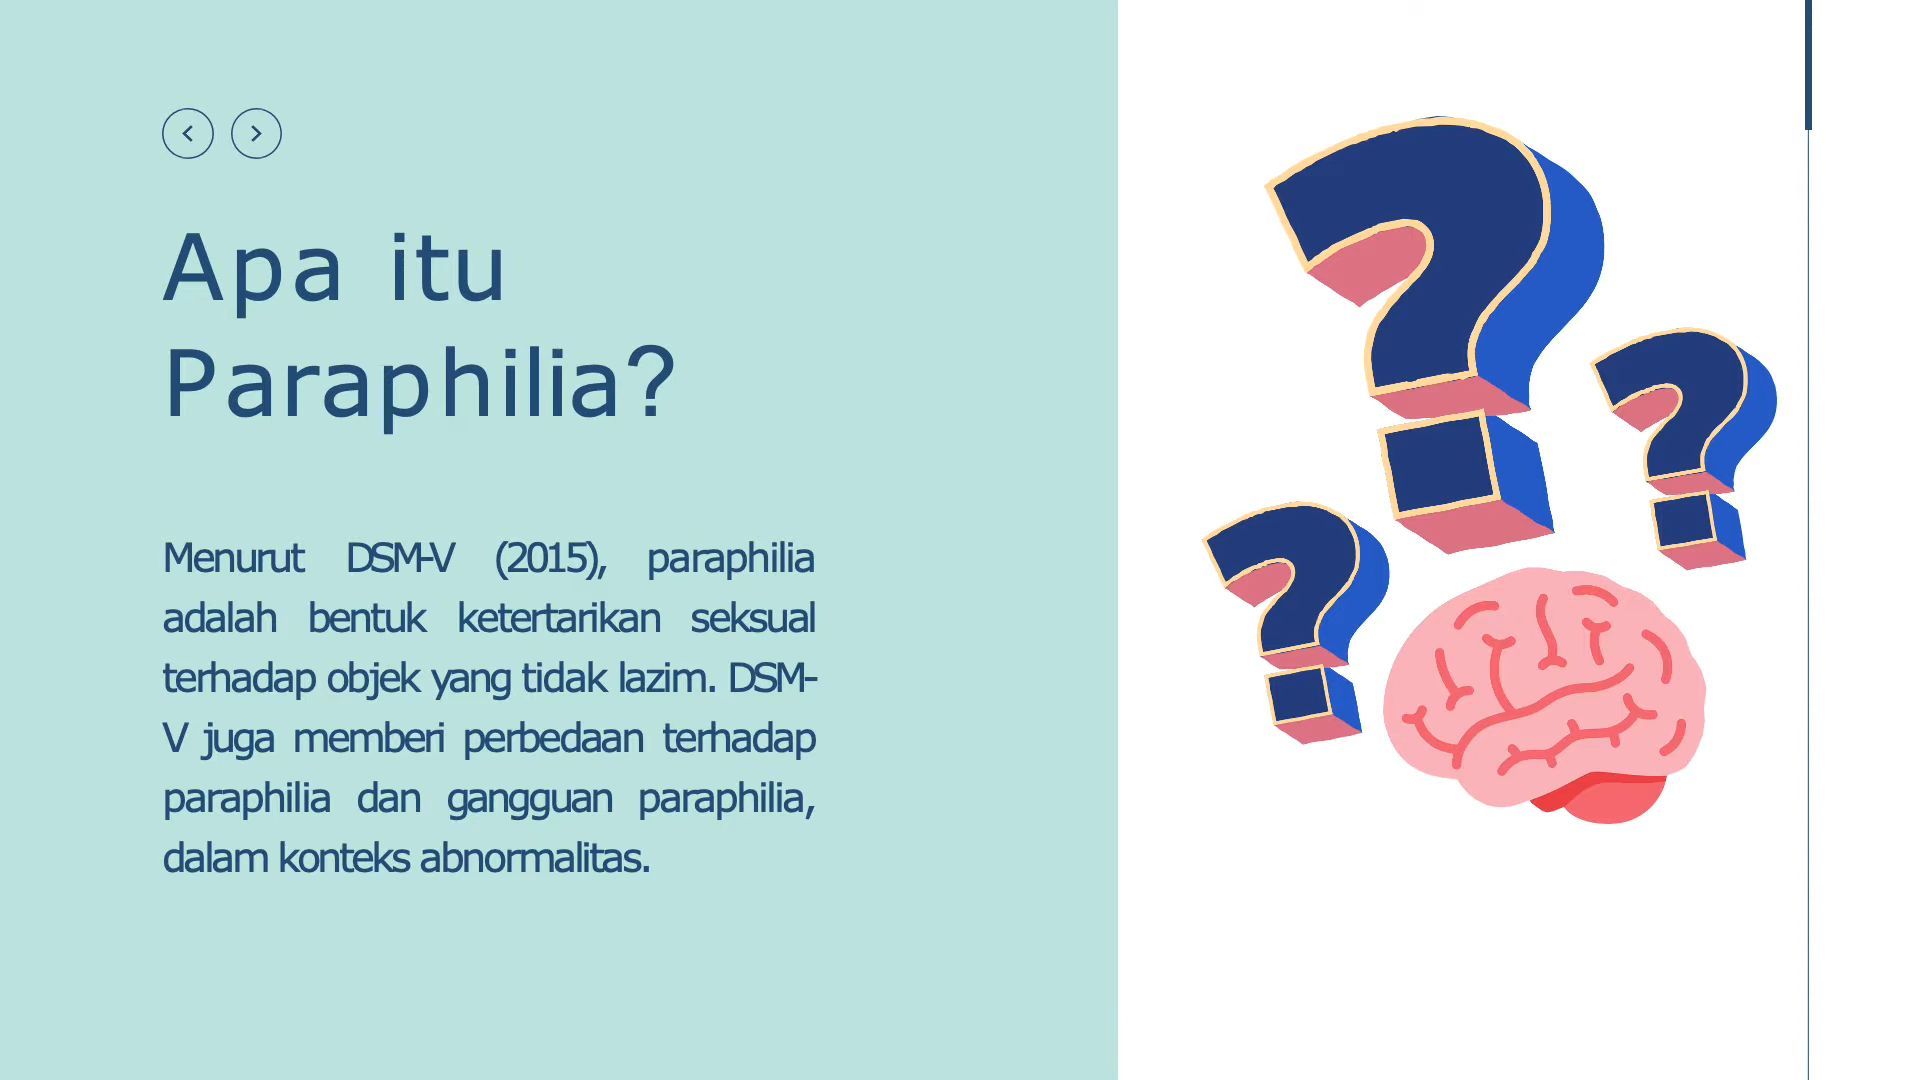 Apa itu
Paraphilia?
Menurut DSM-V (2015), paraphilia
adalah bentuk ketertarikan seksual
terhadap objek yang tidak lazim. DSM-
V juga memberi perbedaan terhadap
paraphilia dan gangguan paraphilia,
dalam konteks abnormalitas.